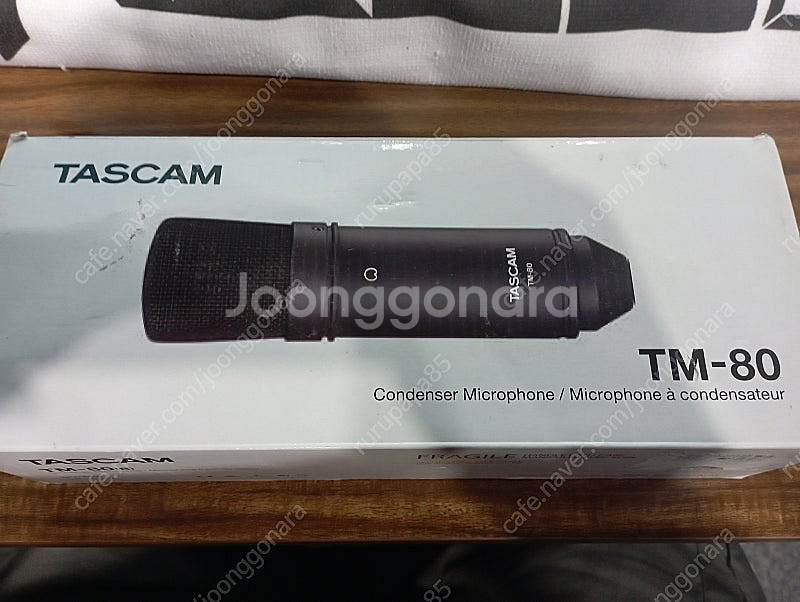 TASCAM
TASCAM
TM-80
Joonggonara
TM-80
Condenser Microphone / Microphone à condensateur
TASCAM
TM-80
FRAGILE
cafe.naver.com/joonggonara
rurupapa85